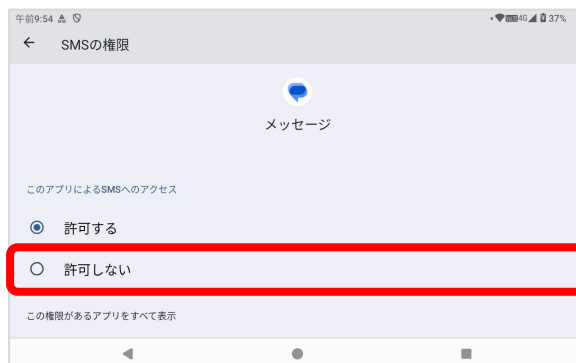 午前9:54 4G 37%
SMSの権限
メッセージ
このアプリによるSMSへのアクセス
許可する
許可しない
この権限があるアプリをすべて表示